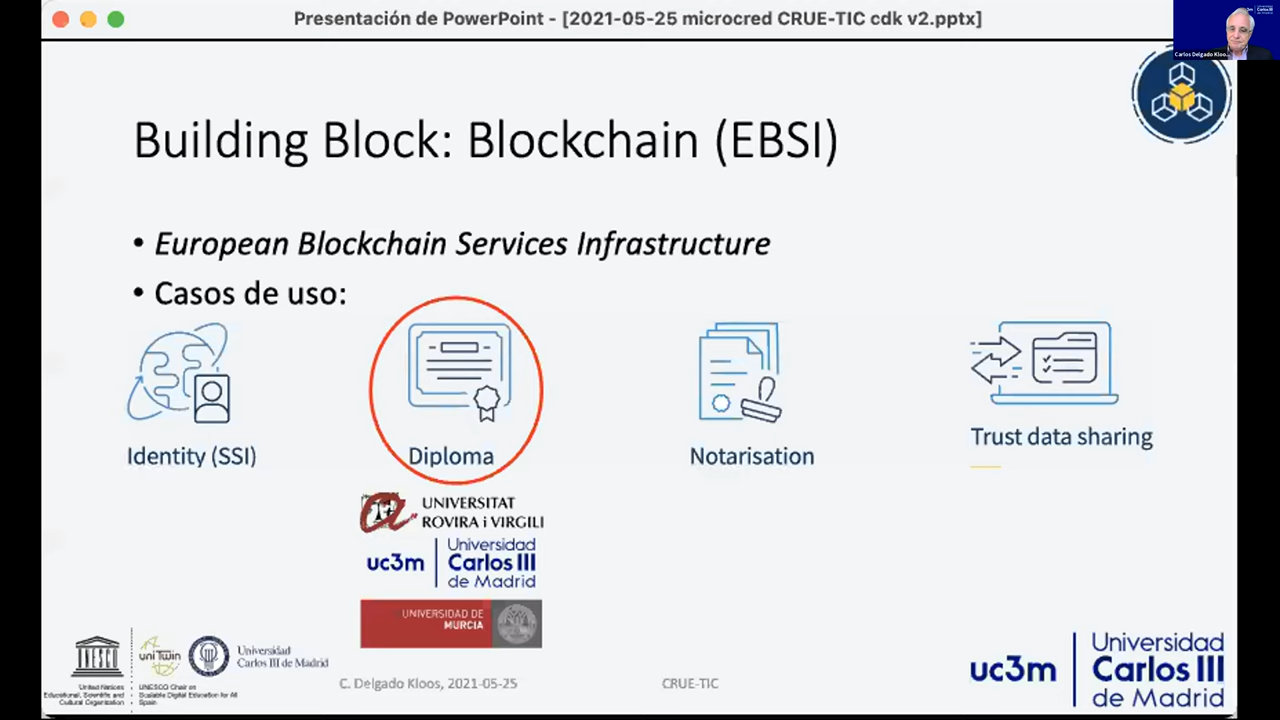 Presentación de PowerPoint - [2021-05-25 microcred CRUE-TIC cdk v2.pptx]
Carlos Delgado Kloo...
Building Block: Blockchain (EBSI)
• European Blockchain Services Infrastructure
• Casos de uso:
Identity (SSI)
Diploma
Notarisation
Trust data sharing
UNIVERSITAT
ROVIRA i VIRGILI
uc3m
Universidad
Carlos III
de Madrid
UNIVERSIDAD DE
MURCIA
UNESCO
United Nations
Educational, Scientific and
Cultural Organization
uniTwin
UNESCO Chair on
Scalable Digital Education for All
Spain
Universidad
Carlos III de Madrid
C. Delgado Kloos, 2021-05-25
CRUE-TIC
uc3m
Universidad
Carlos III
de Madrid